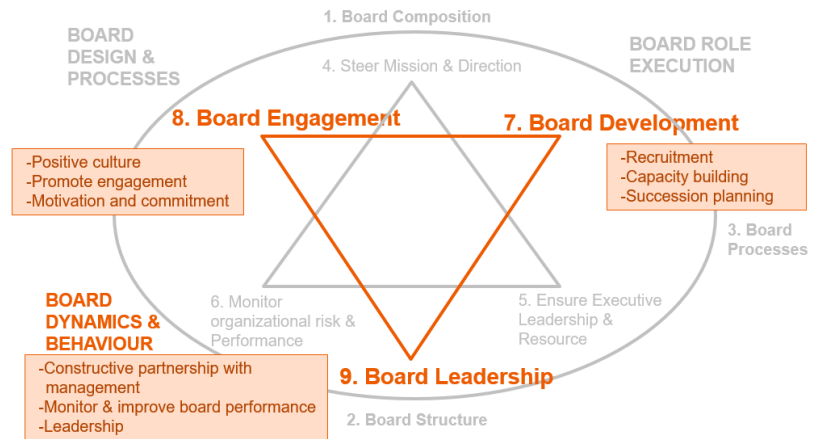 1. Board Composition
BOARD
DESIGN &
PROCESSES
BOARD ROLE
EXECUTION
4. Steer Mission & Direction
8. Board Engagement
7. Board Development
-Positive culture
-Promote engagement
-Motivation and commitment
-Recruitment
-Capacity building
-Succession planning
3. Board
Processes
6. Monitor
organizational risk &
Performance
5. Ensure Executive
Leadership &
Resource
BOARD
DYNAMICS &
BEHAVIOUR
-Constructive partnership with
management
-Monitor & improve board performance
-Leadership
9. Board Leadership
2. Board Structure